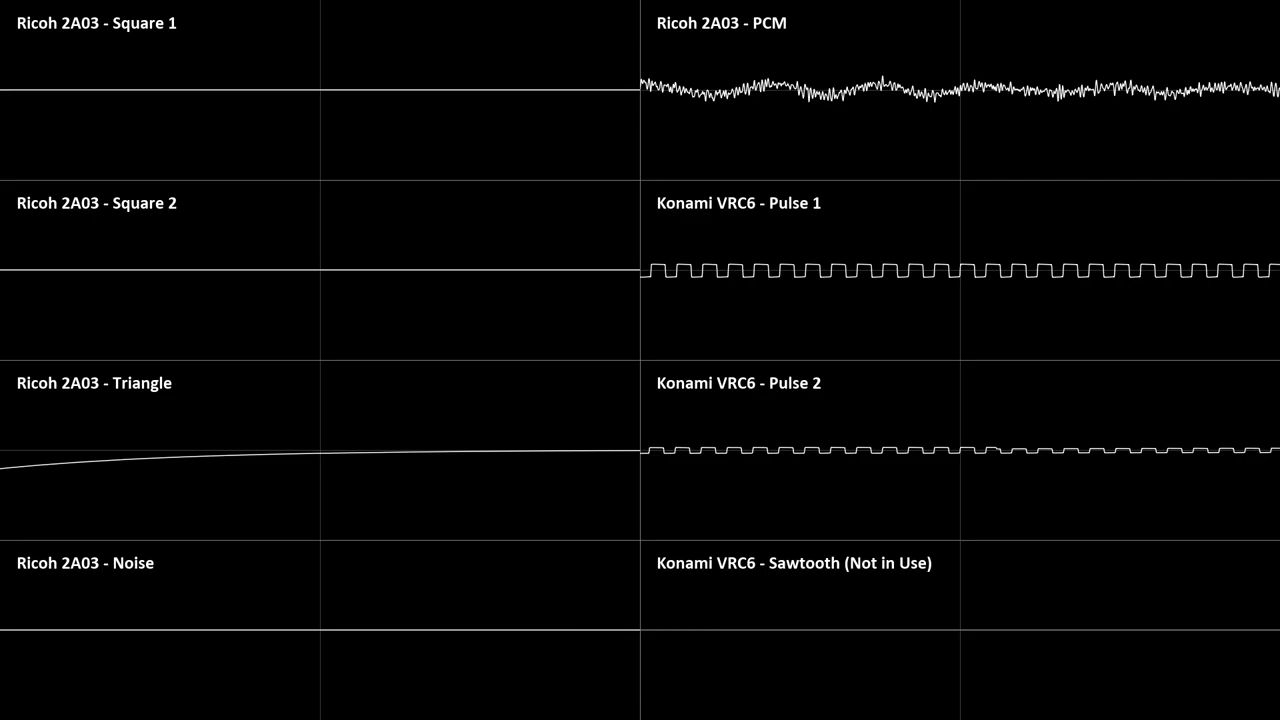 Ricoh 2A03 - Square 1
Ricoh 2A03 - PCM
Ricoh 2A03 - Square 2
Konami VRC6 - Pulse 1
Ricoh 2A03 - Triangle
Konami VRC6 - Pulse 2
Ricoh 2A03 - Noise
Konami VRC6 - Sawtooth (Not in Use)